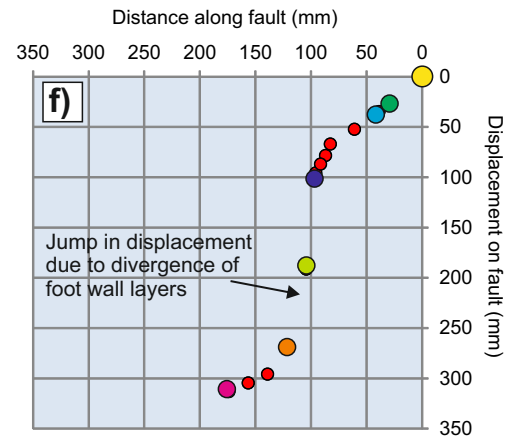 Distance along fault (mm)
350 300 250 200 150 100 50 0
f)
0
50
100
150
200
250
300
350
Displacement on fault (mm)
Jump in displacement
due to divergence of
foot wall layers